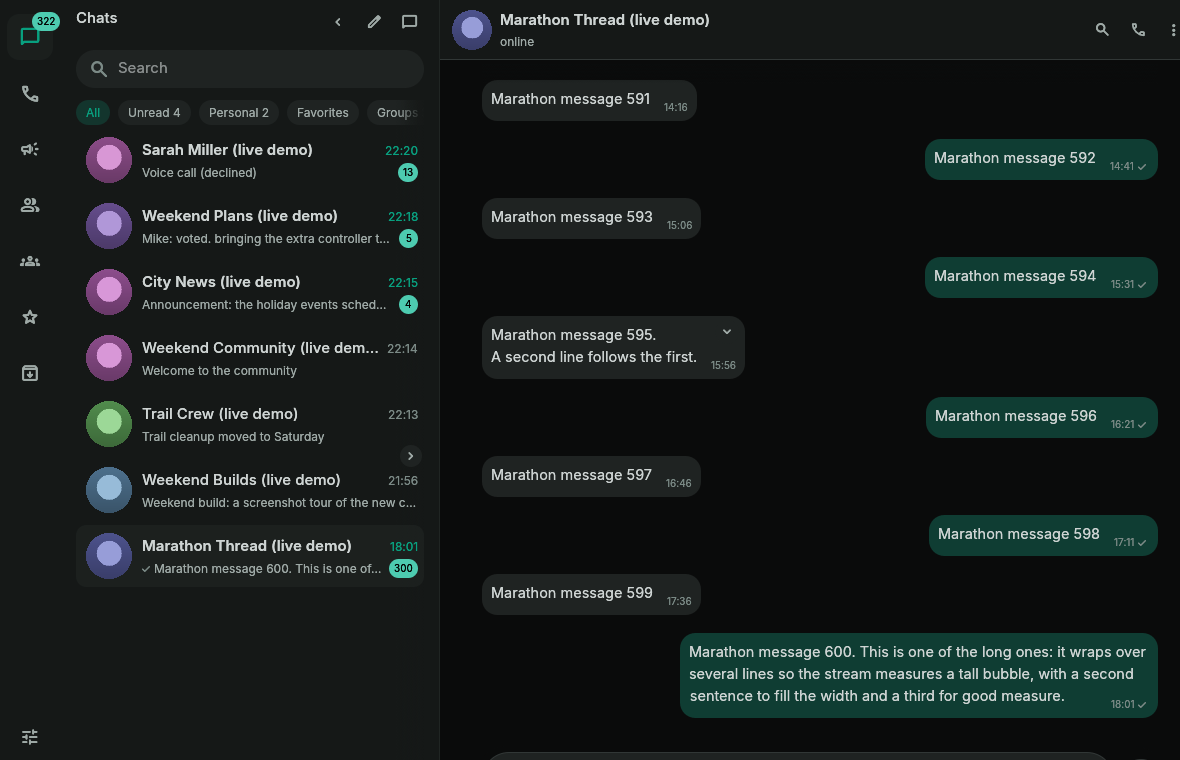 322
Chats
Search
All
Unread 4
Personal 2
Favorites
Groups
Sarah Miller (live demo)
22:20
Voice call (declined)
13
Weekend Plans (live demo)
22:18
Mike: voted. bringing the extra controller t...
5
City News (live demo)
22:15
Announcement: the holiday events sched...
4
Weekend Community (live dem...
22:14
Welcome to the community
Trail Crew (live demo)
22:13
Trail cleanup moved to Saturday
Weekend Builds (live demo)
21:56
Weekend build: a screenshot tour of the new c...
Marathon Thread (live demo)
18:01
Marathon message 600. This is one of...
300
Marathon Thread (live demo)
online
Marathon message 591
14:16
Marathon message 592
14:41
Marathon message 593
15:06
Marathon message 594
15:31
Marathon message 595.
A second line follows the first.
15:56
Marathon message 596
16:21
Marathon message 597
16:46
Marathon message 598
17:11
Marathon message 599
17:36
Marathon message 600. This is one of the long ones: it wraps over
several lines so the stream measures a tall bubble, with a second
sentence to fill the width and a third for good measure.
18:01